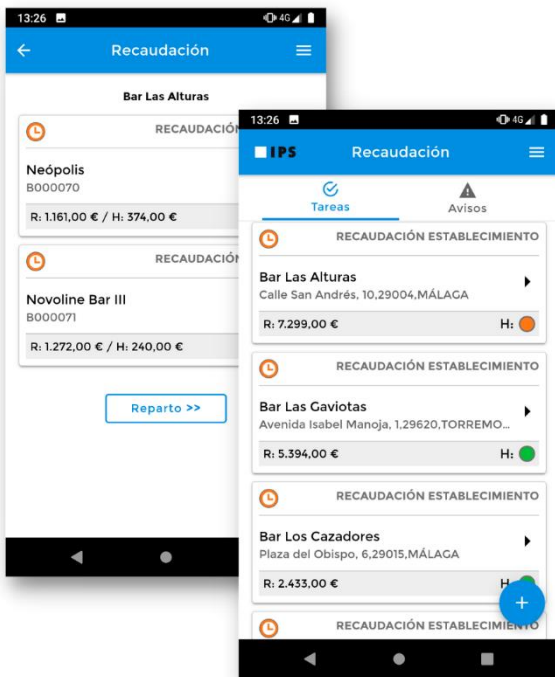 13:26 4G
Recaudación
Bar Las Alturas
RECAUDACIÓN
Neópolis
B000070
R: 1.161,00 € / H: 374,00 €
RECAUDACIÓN
Novoline Bar III
B000071
R: 1.272,00 € / H: 240,00 €
Reparto >>
13:26 4G
IPS Recaudación
Tareas Avisos
RECAUDACIÓN ESTABLECIMIENTO
Bar Las Alturas
Calle San Andrés, 10,29004,MÁLAGA
R: 7.299,00 € H:
RECAUDACIÓN ESTABLECIMIENTO
Bar Las Gaviotas
Avenida Isabel Manoja, 1,29620,TORREMO...
R: 5.394,00 € H:
RECAUDACIÓN ESTABLECIMIENTO
Bar Los Cazadores
Plaza del Obispo, 6,29015,MÁLAGA
R: 2.433,00 € H
+
RECAUDACIÓN ESTABLECIMIENTO